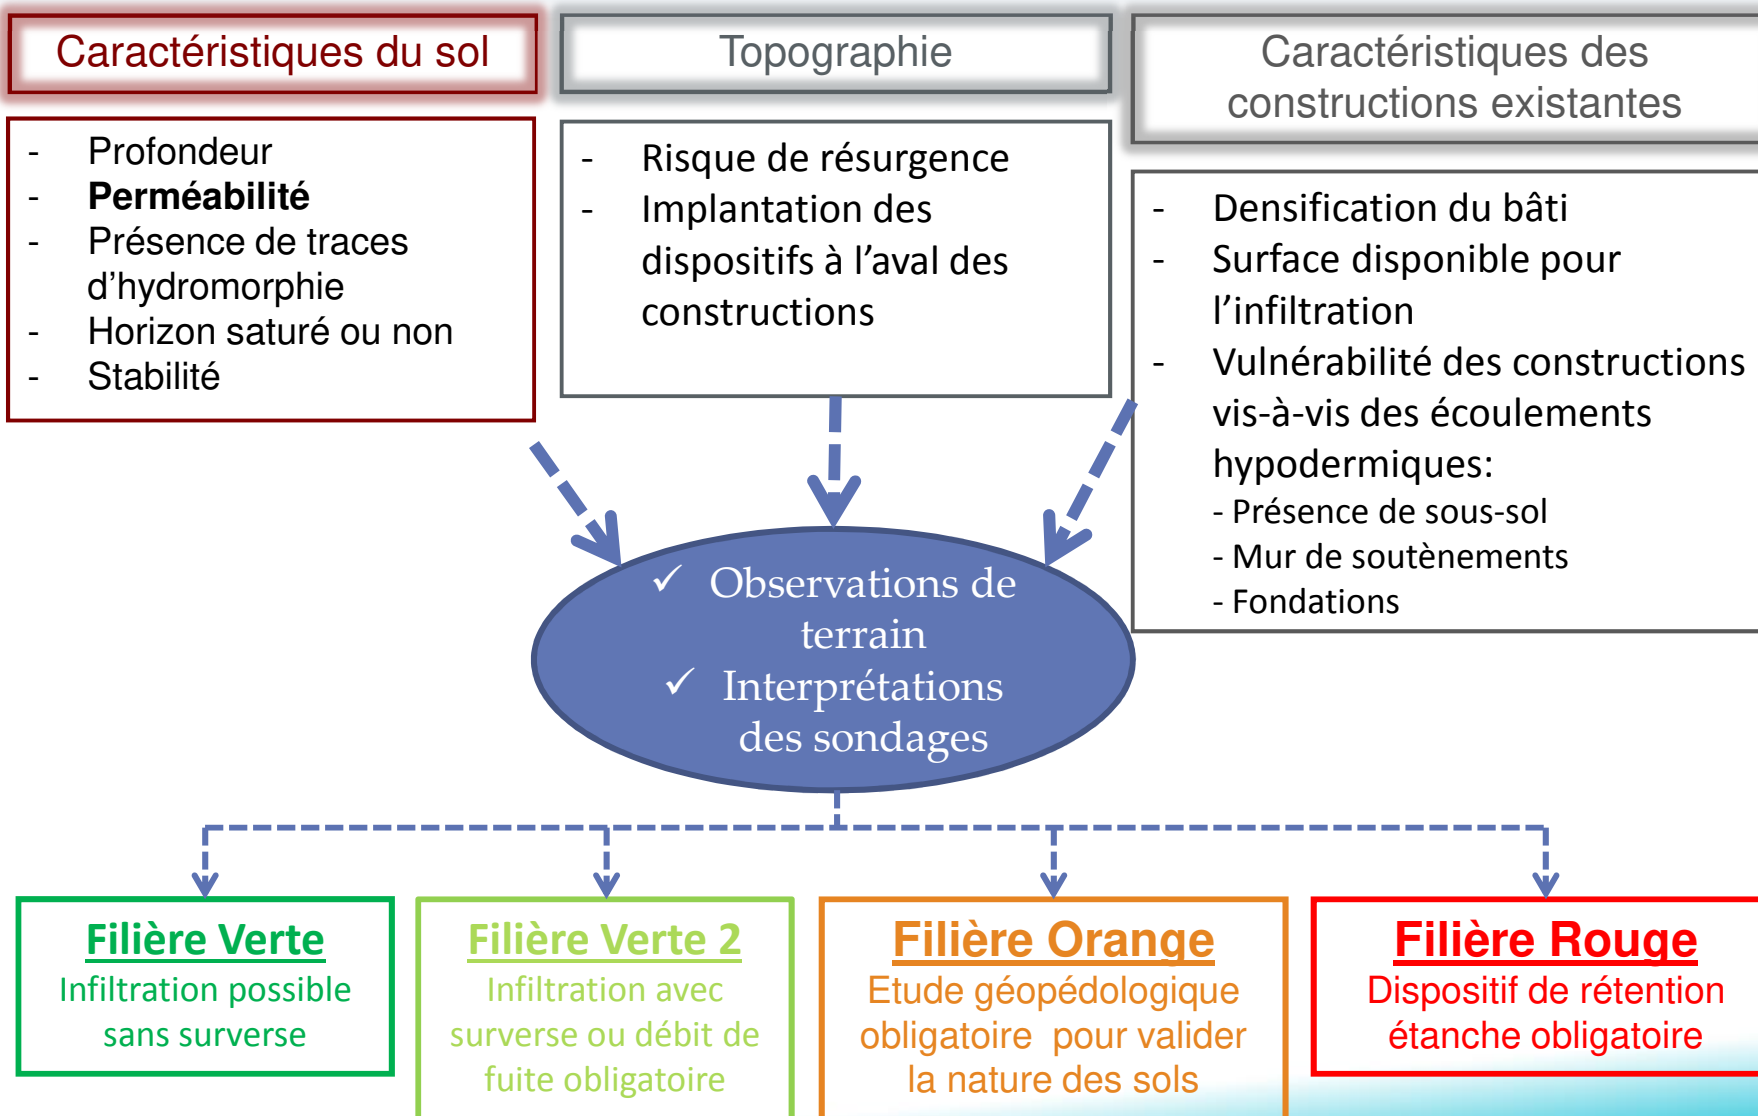 Caractéristiques du sol
- Profondeur
- Perméabilité
- Présence de traces
d'hydromorphie
- Horizon saturé ou non
- Stabilité
Topographie
- Risque de résurgence
- Implantation des
dispositifs à l'aval des
constructions
Caractéristiques des
constructions existantes
- Densification du bâti
- Surface disponible pour
l'infiltration
- Vulnérabilité des constructions
vis-à-vis des écoulements
hypodermiques:
- Présence de sous-sol
- Mur de soutènements
- Fondations
✓ Observations de
terrain
✓ Interprétations
des sondages
Filière Verte
Infiltration possible
sans surverse
Filière Verte 2
Infiltration avec
surverse ou débit de
fuite obligatoire
Filière Orange
Etude géopédologique
obligatoire pour valider
la nature des sols
Filière Rouge
Dispositif de rétention
étanche obligatoire